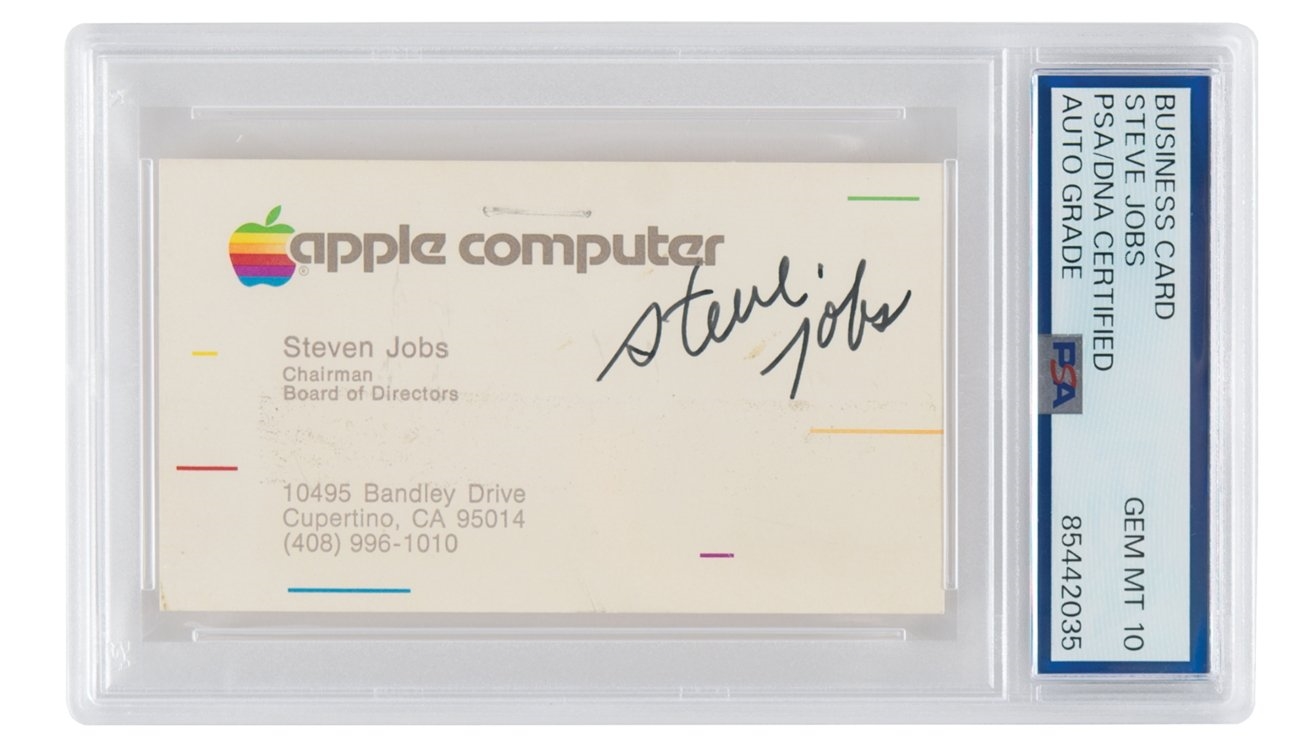 apple computer
®
steve jobs
Steven Jobs
Chairman
Board of Directors
10495 Bandley Drive
Cupertino, CA 95014
(408) 996-1010
BUSINESS CARD
STEVE JOBS
PSA/DNA CERTIFIED
GEM MT 10
AUTO GRADE
85442035
PSA